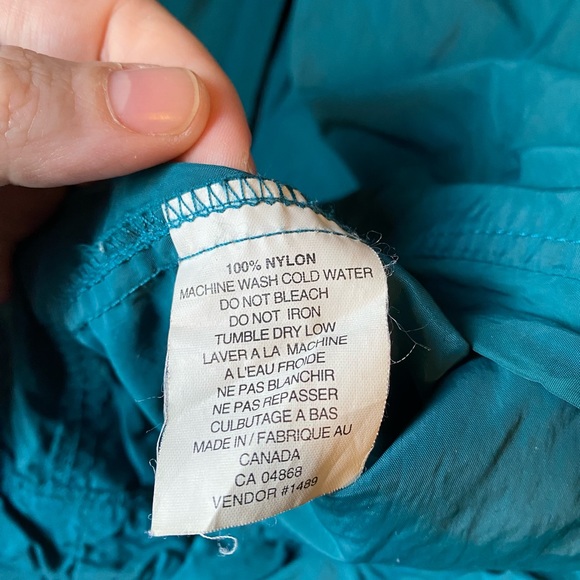 100% NYLON
MACHINE WASH COLD WATER
DO NOT BLEACH
DO NOT IRON
TUMBLE DRY LOW
LAVER A LA MACHINE
A L'EAU FROIDE
NE PAS BLANCHIR
NE PAS REPASSER
CULBUTAGE A BAS
MADE IN/FABRIQUE AU
CANADA
CA 04868
VENDOR #1489